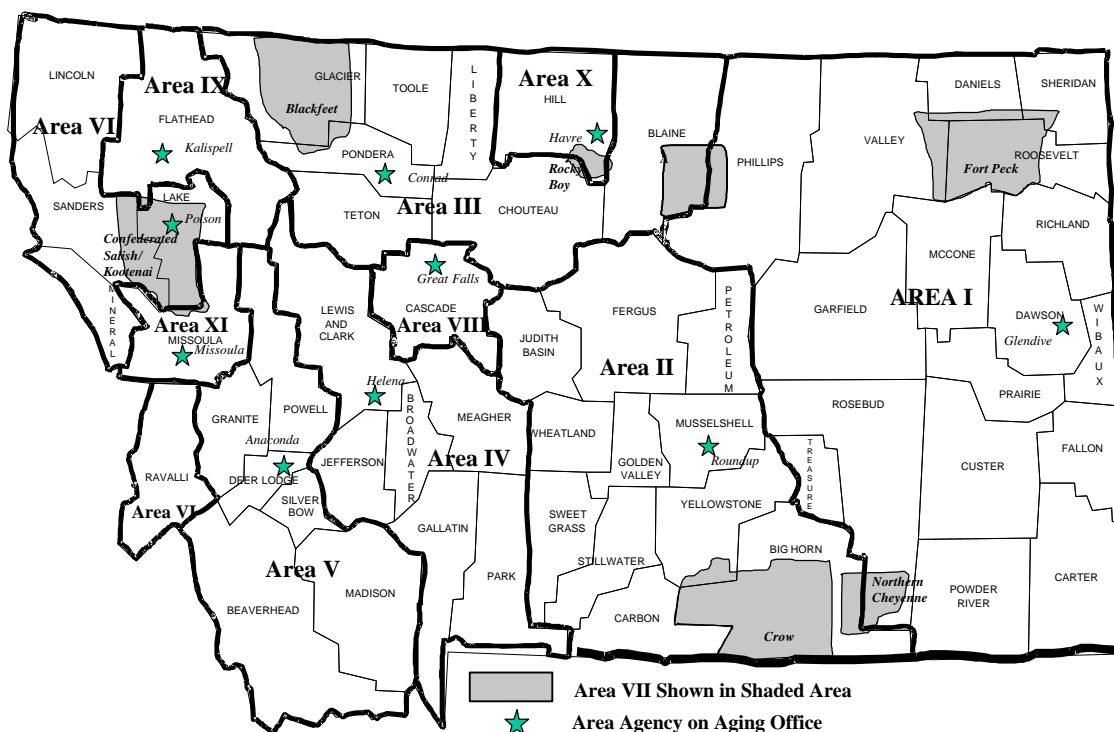 LINCOLN
Area IX
FLATHEAD
Area VI
Kalispell
GLACIER
Blackfeet
TOOLE
LIBERTY
Area X
HILL
Havre
Rocky
Boy
BLAINE
PHILLIPS
VALLEY
DANIELS
SHERIDAN
ROOSEVELT
Fort Peck
PONDERA
Conrad
TETON
Area III
CHOUTEAU
SANDERS
LAKE
Polson
Confederated
Salish/
Kootenai
MINERAL
Area XI
MISSOULA
Missoula
LEWIS
AND
CLARK
Great Falls
CASCADE
Area VIII
JUDITH
BASIN
FERGUS
PETROLEUM
Area II
GARFIELD
MCCONE
AREA I
RICHLAND
DAWSON
Glendive
WIBAUX
PRAIRIE
FALLON
ROSEBUD
CUSTER
TREASURE
Helena
GRANITE
POWELL
Anaconda
DEER LODGE
SILVER
BOW
JEFFERSON
BROADWATER
MEAGHER
Area IV
WHEATLAND
GOLDEN
VALLEY
MUSSELSHELL
Roundup
RAVALLI
Area VI
Area V
BEAVERHEAD
MADISON
GALLATIN
PARK
SWEET
GRASS
STILLWATER
YELLOWSTONE
CARBON
BIG HORN
Crow
Northern
Cheyenne
POWDER
RIVER
CARTER
Area VII Shown in Shaded Area
Area Agency on Aging Office